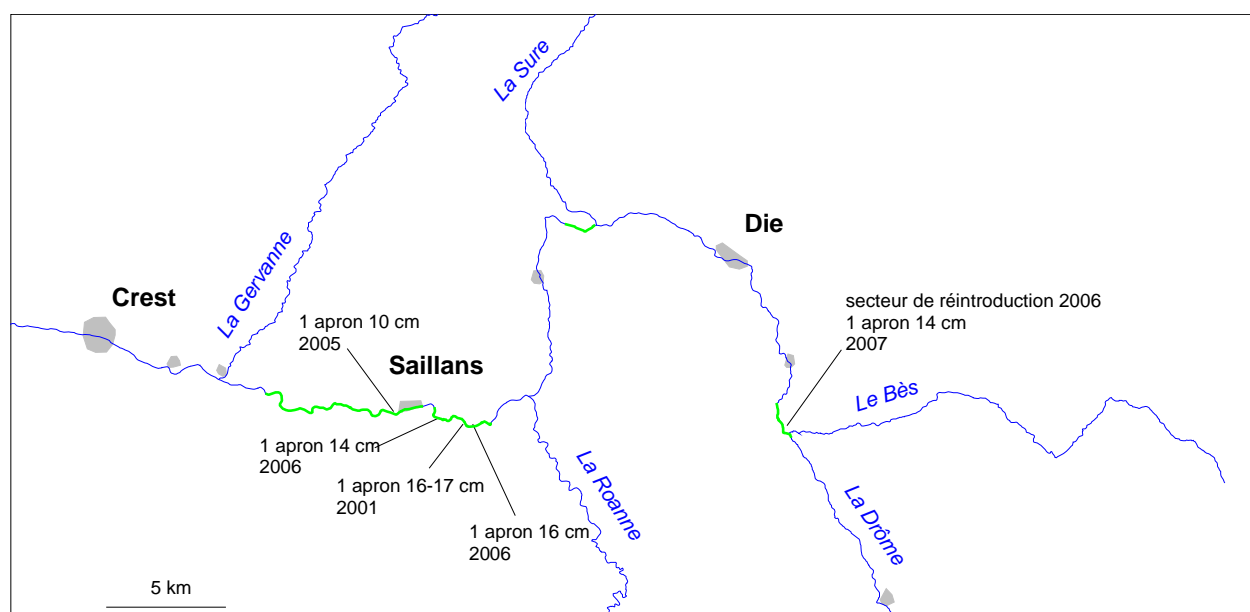 La Sure
La Gervanne
Die
Crest
secteur de réintroduction 2006
1 apron 14 cm
2007
1 apron 10 cm
2005
Saillans
Le Bès
1 apron 14 cm
2006
1 apron 16-17 cm
2001
La Roanne
La Drôme
1 apron 16 cm
2006
5 km